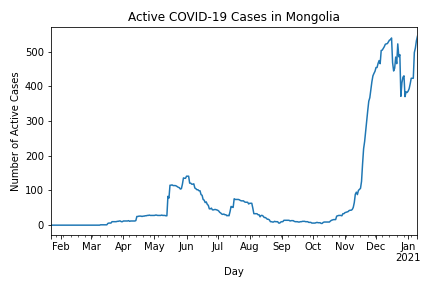 Active COVID-19 Cases in Mongolia
Number of Active Cases
500
400
300
200
100
0
Feb Mar Apr May Jun Jul Aug Sep Oct Nov Dec Jan
2021
Day